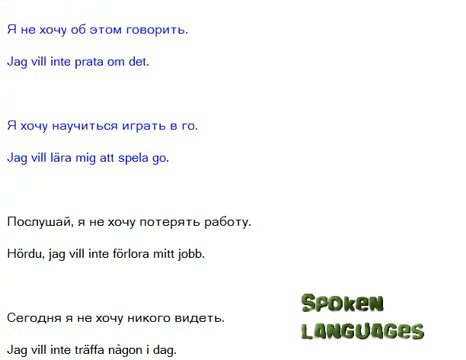 Я не хочу об этом говорить.
Jag vill inte prata om det.
Я хочу научиться играть в го.
Jag vill lära mig att spela go.
Послушай, я не хочу потерять работу.
Hördu, jag vill inte förlora mitt jobb.
Сегодня я не хочу никого видеть.
Jag vill inte träffa någon i dag.
Spoken
Languages